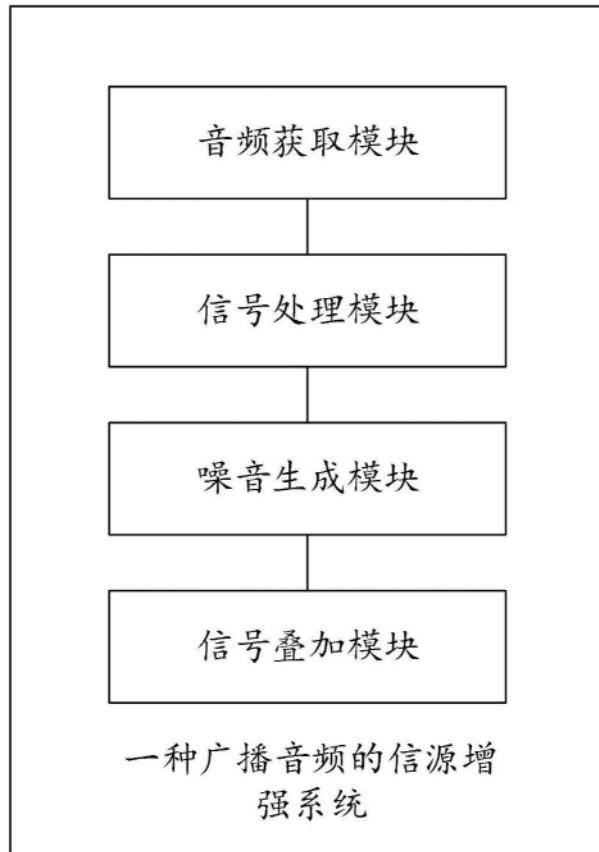 音频获取模块
信号处理模块
噪音生成模块
信号叠加模块
一种广播音频的信源增
强系统